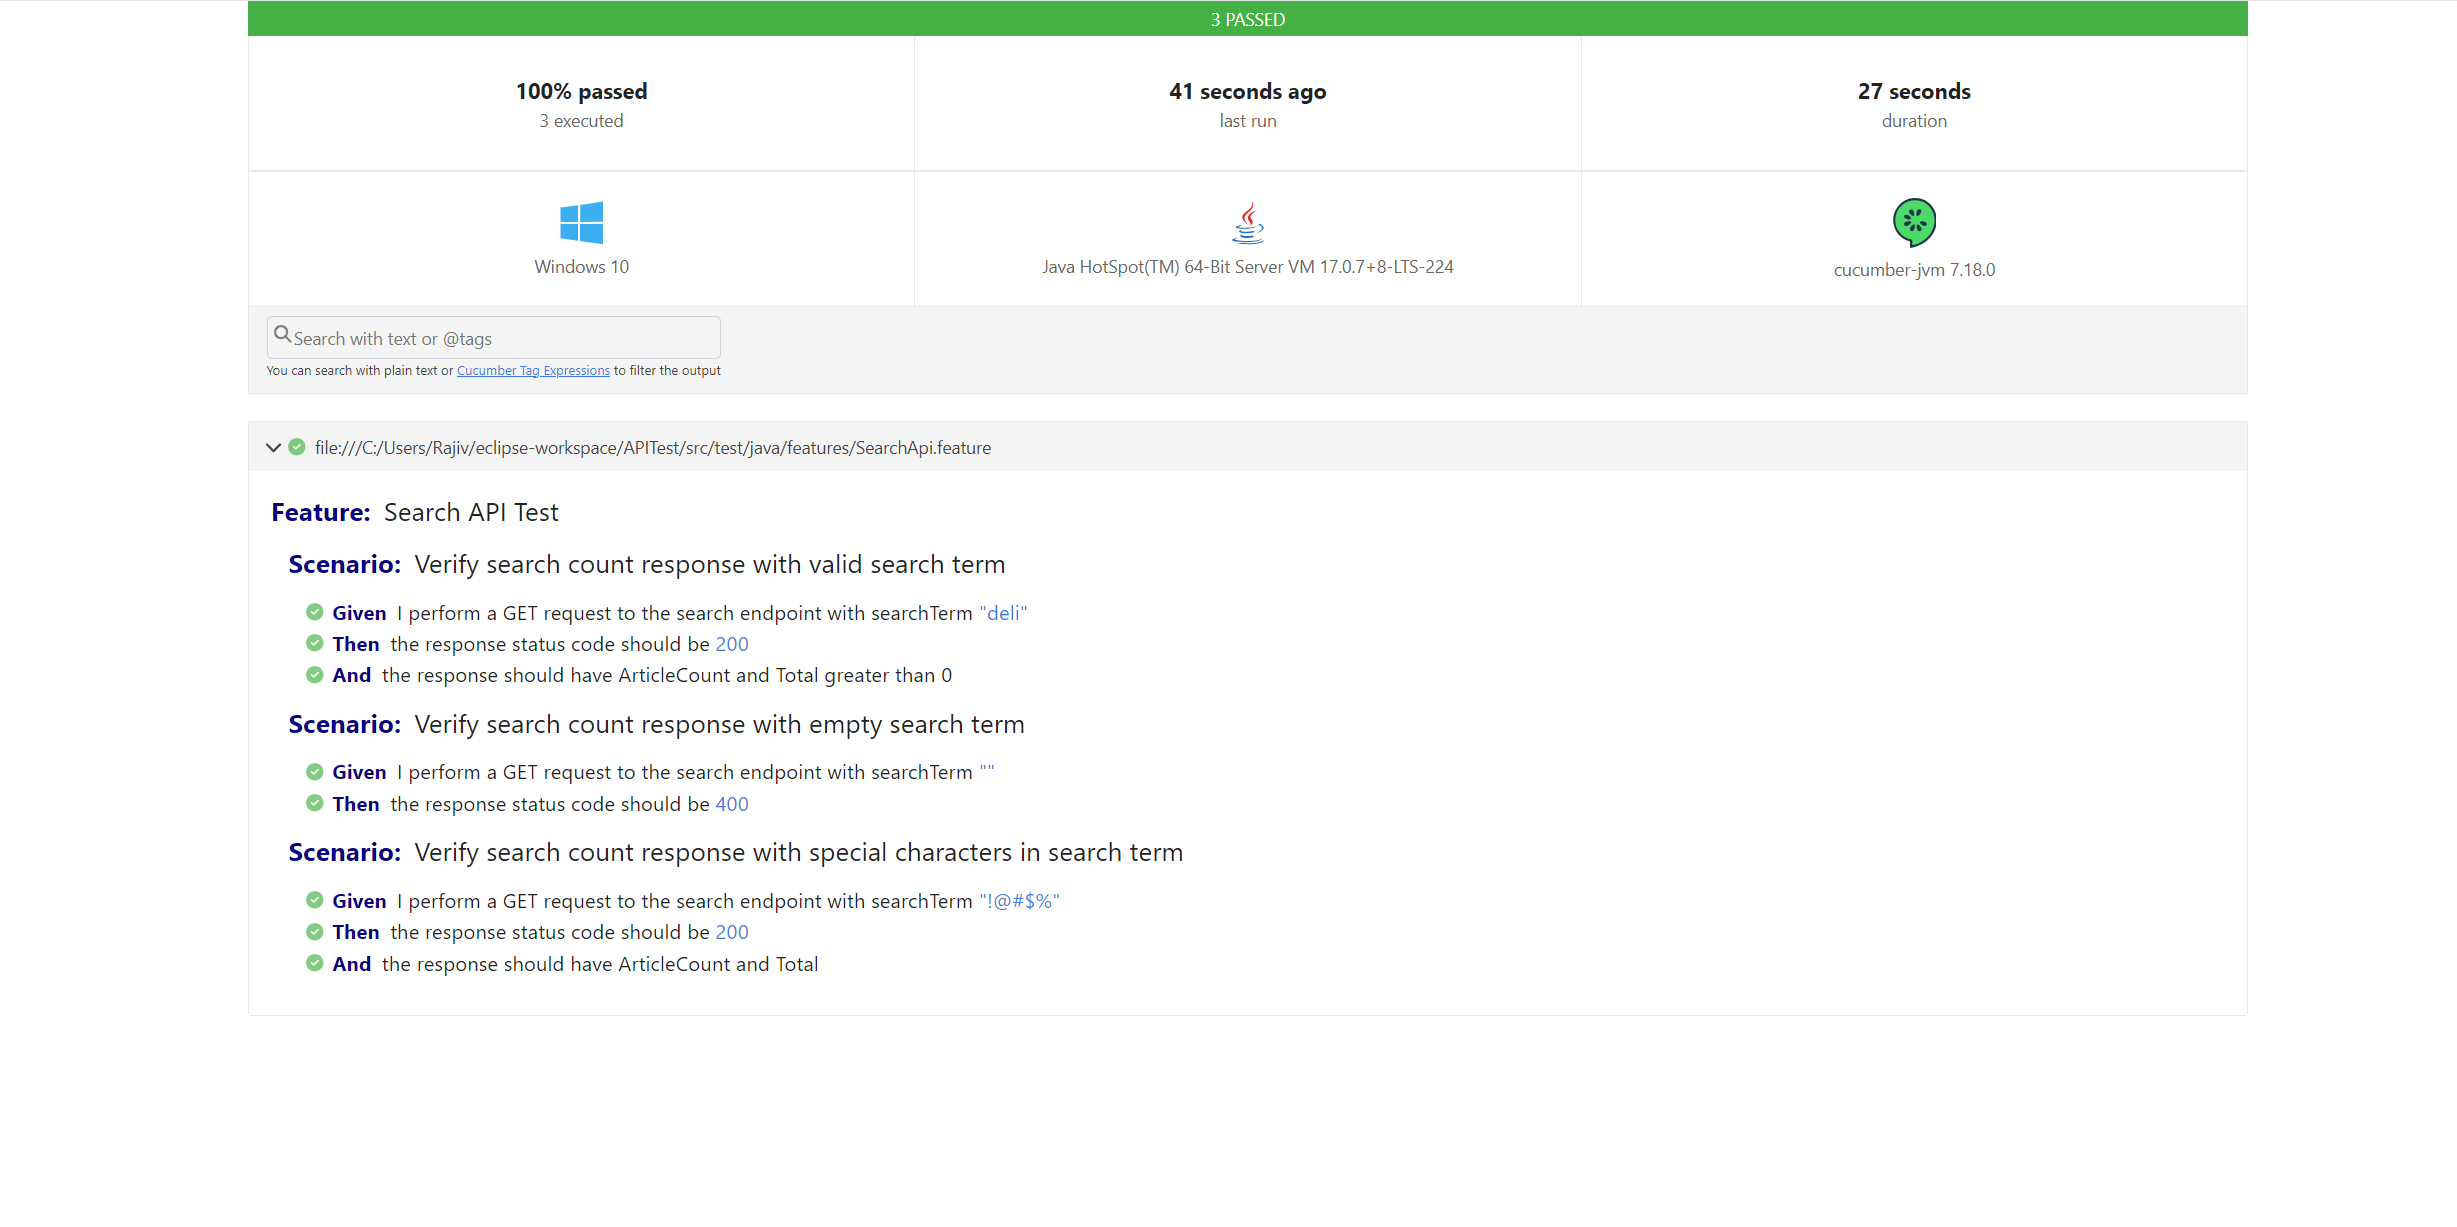 3 PASSED
100% passed
3 executed
41 seconds ago
last run
27 seconds
duration
Windows 10
Java HotSpot(TM) 64-Bit Server VM 17.0.7+8-LTS-224
cucumber-jvm 7.18.0
Search with text or @tags
You can search with plain text or Cucumber Tag Expressions to filter the output
file:///C:/Users/Rajiv/eclipse-workspace/APITest/src/test/java/features/SearchApi.feature
Feature: Search API Test
Scenario: Verify search count response with valid search term
Given I perform a GET request to the search endpoint with searchTerm "deli"
Then the response status code should be 200
And the response should have ArticleCount and Total greater than 0
Scenario: Verify search count response with empty search term
Given I perform a GET request to the search endpoint with searchTerm ""
Then the response status code should be 400
Scenario: Verify search count response with special characters in search term
Given I perform a GET request to the search endpoint with searchTerm "!@#$%"
Then the response status code should be 200
And the response should have ArticleCount and Total